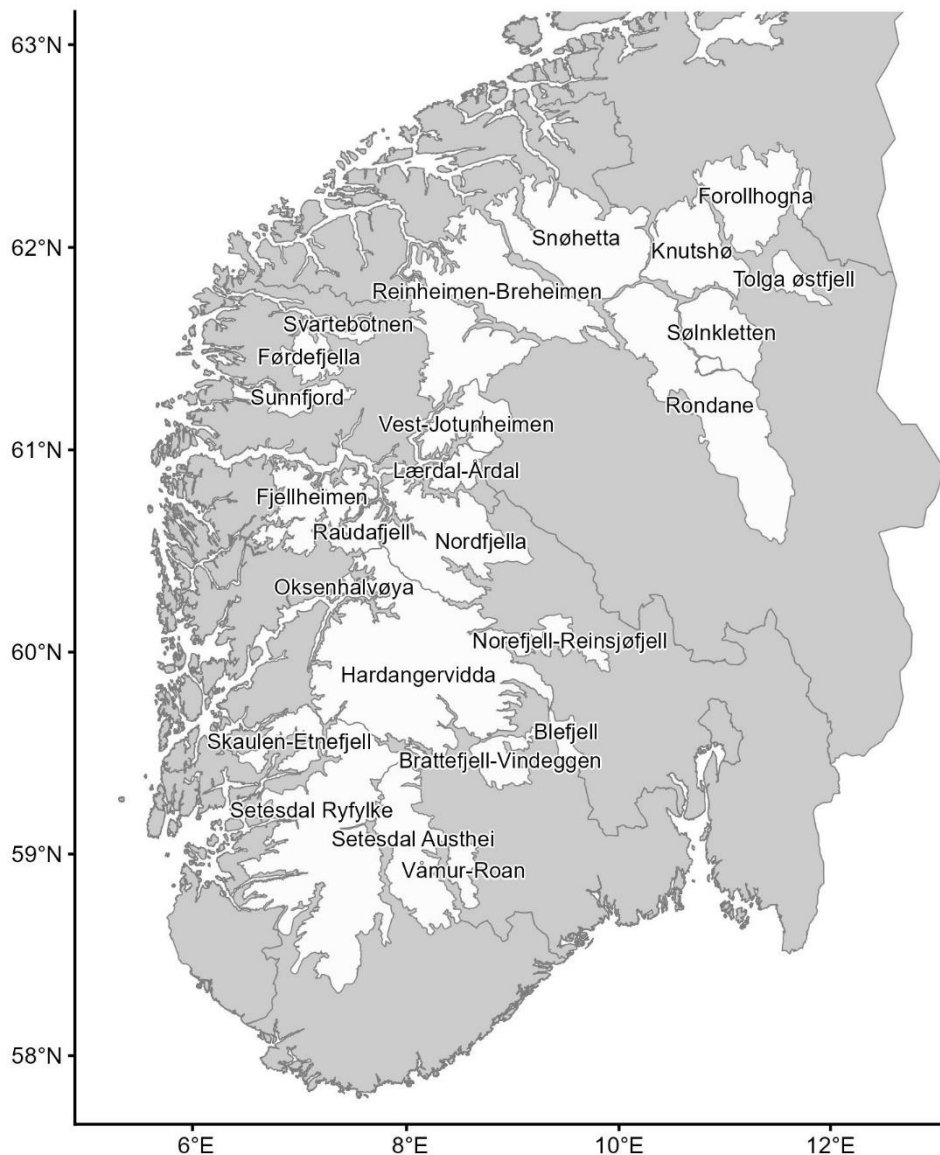 63°N
Forollhogna
Snøhetta
Knutshø
62°N
Tolga østfjell
Reinheimen-Breheimen
Svartebotnen
Sølnkletten
Førdefjella
Sunnfjord
Rondane
Vest-Jotunheimen
61°N
Lærdal-Årdal
Fjellheimen
Raudafjell
Nordfjella
Oksenhalvøya
Norefjell-Reinsjøfjell
60°N
Hardangervidda
Blefjell
Skaulen-Etnefjell
Brattefjell-Vindeggen
Setesdal Ryfylke
Setesdal Austhei
59°N
Våmur-Roan
58°N
6°E 8°E 10°E 12°E